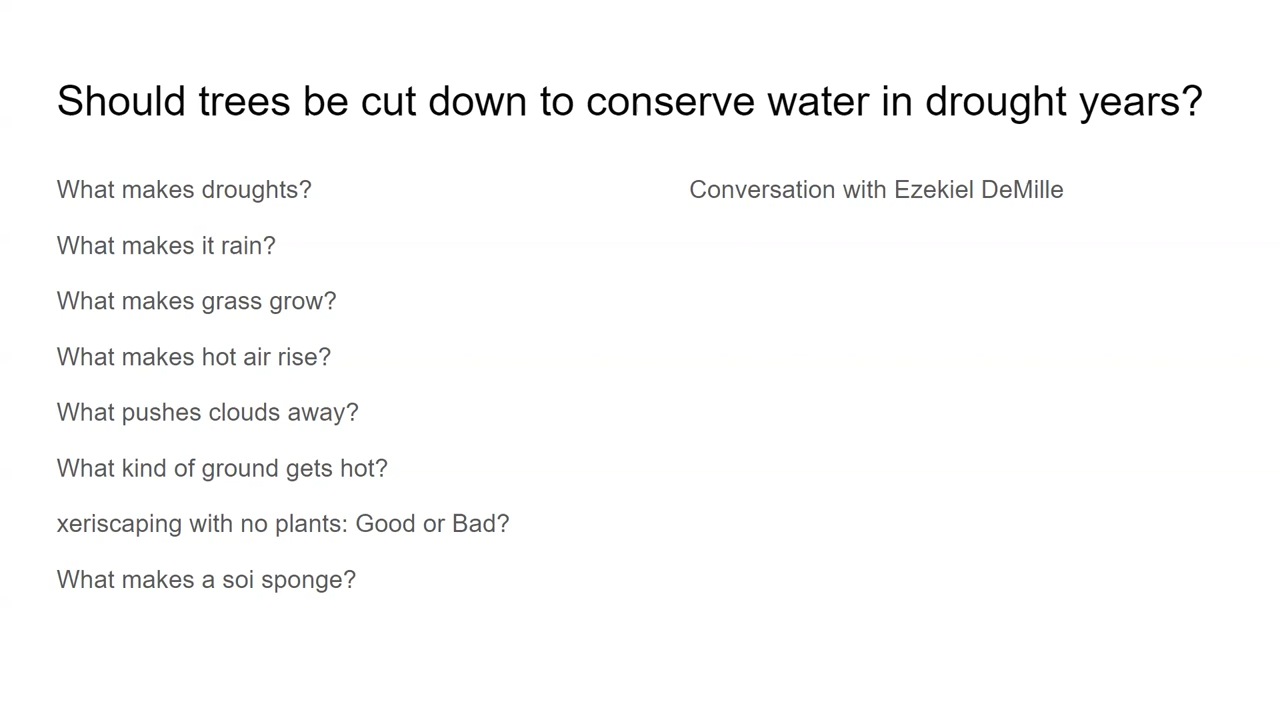 Should trees be cut down to conserve water in drought years?
What makes droughts?
What makes it rain?
What makes grass grow?
What makes hot air rise?
What pushes clouds away?
What kind of ground gets hot?
xeriscaping with no plants: Good or Bad?
What makes a soi sponge?
Conversation with Ezekiel DeMille